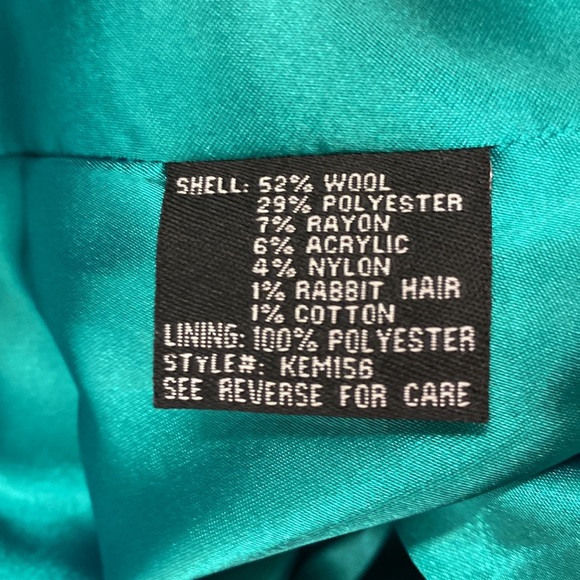 SHELL: 52% WOOL
29% POLYESTER
7% RAYON
6% ACRYLIC
4% NYLON
1% RABBIT HAIR
1% COTTON
LINING: 100% POLYESTER
STYLE#: KEM156
SEE REVERSE FOR CARE